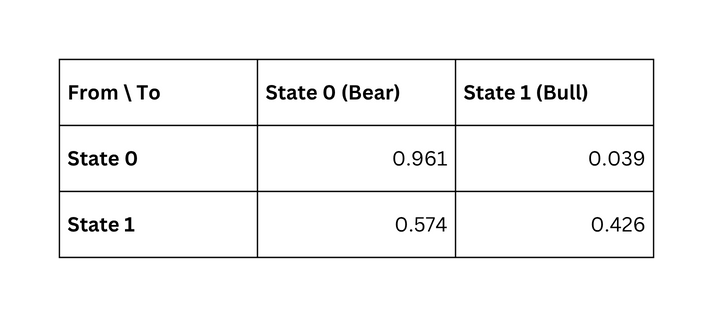 From \ To State 0 (Bear) State 1 (Bull)
State 0 0.961 0.039
State 1 0.574 0.426